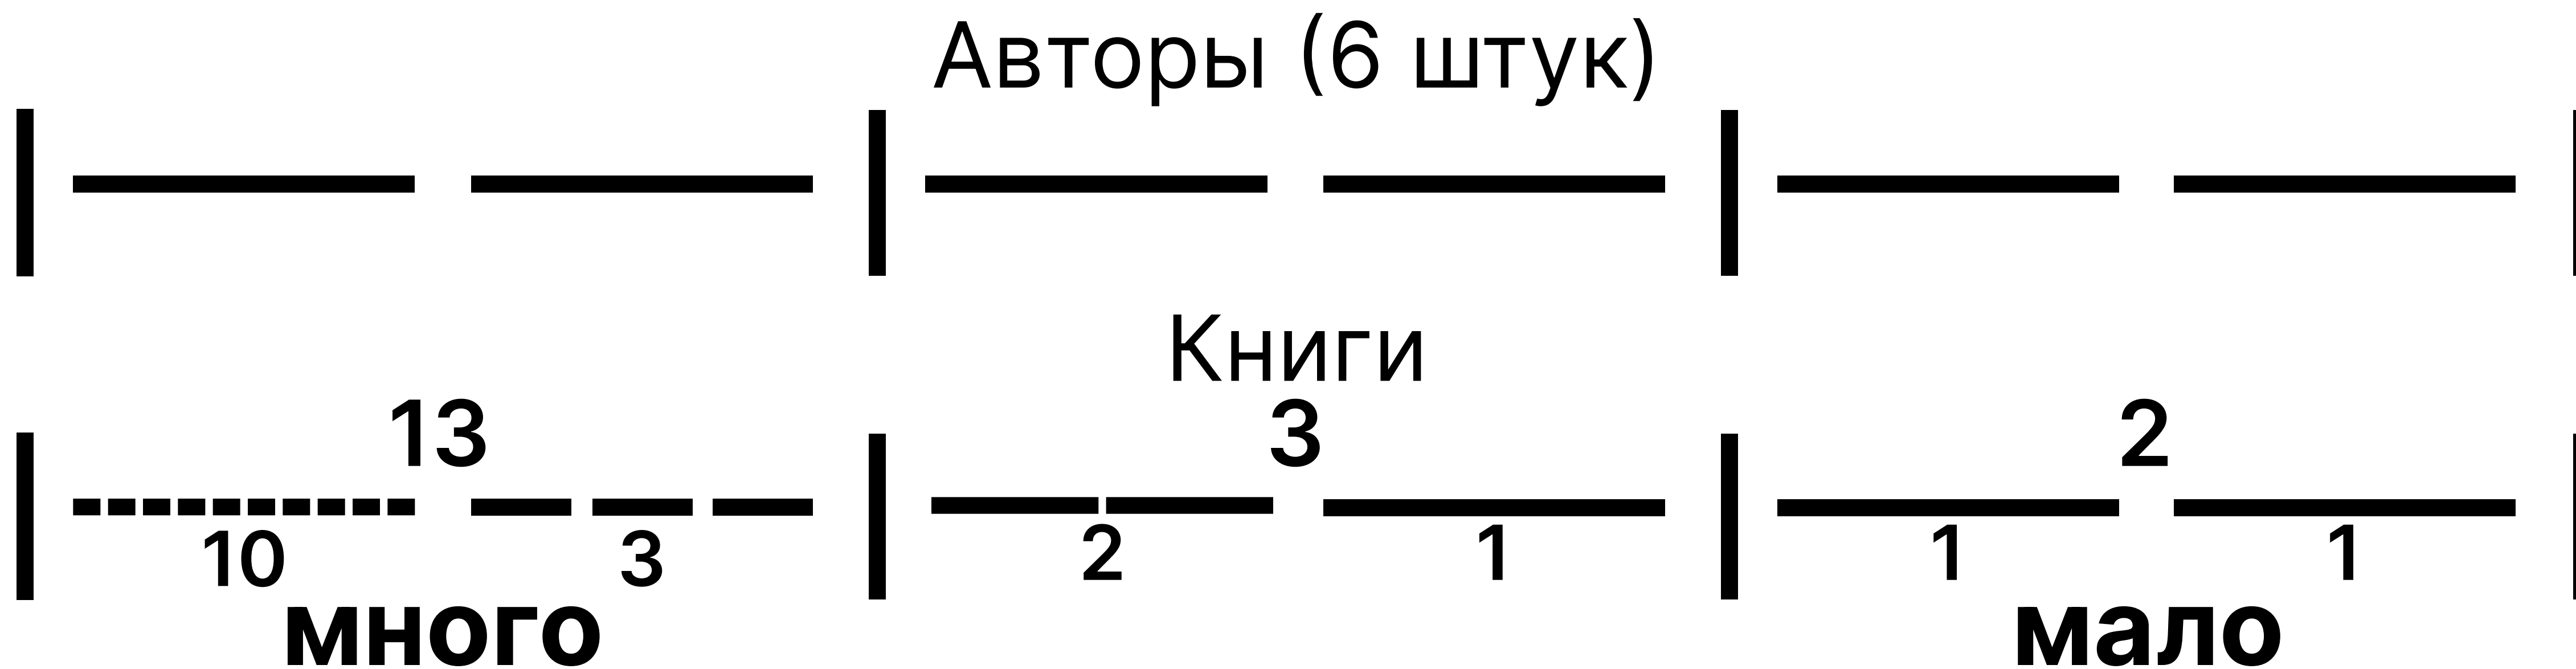 Авторы (6 штук)
Книги
13 3 2
10 3 2 1 1 1
много мало